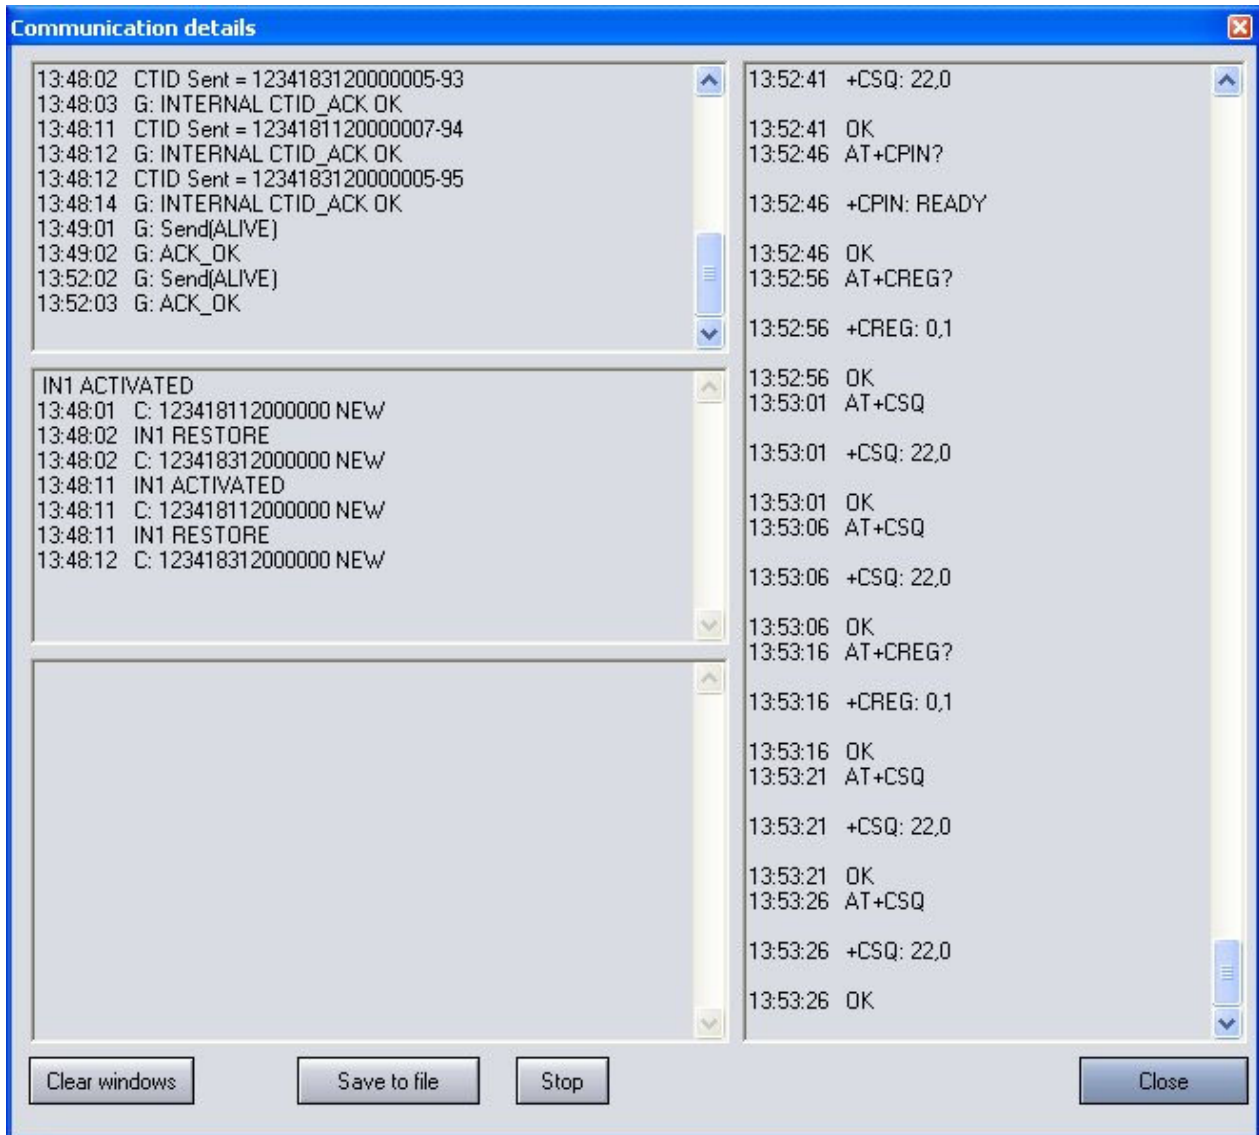 Communication details
13:48:02 CTID Sent = 1234183120000005-93
13:48:03 G: INTERNAL CTID_ACK OK
13:48:11 CTID Sent = 1234181120000007-94
13:48:12 G: INTERNAL CTID_ACK OK
13:48:12 CTID Sent = 1234183120000005-95
13:48:14 G: INTERNAL CTID_ACK OK
13:49:01 G: Send(ALIVE)
13:49:02 G: ACK_OK
13:52:02 G: Send(ALIVE)
13:52:03 G: ACK_OK
IN1 ACTIVATED
13:48:01 C: 123418112000000 NEW
13:48:02 IN1 RESTORE
13:48:02 C: 123418312000000 NEW
13:48:11 IN1 ACTIVATED
13:48:11 C: 123418112000000 NEW
13:48:11 IN1 RESTORE
13:48:12 C: 123418312000000 NEW
13:52:41 +CSQ: 22,0
13:52:41 OK
13:52:46 AT+CPIN?
13:52:46 +CPIN: READY
13:52:46 OK
13:52:56 AT+CREG?
13:52:56 +CREG: 0,1
13:52:56 OK
13:53:01 AT+CSQ
13:53:01 +CSQ: 22,0
13:53:01 OK
13:53:06 AT+CSQ
13:53:06 +CSQ: 22,0
13:53:06 OK
13:53:16 AT+CREG?
13:53:16 +CREG: 0,1
13:53:16 OK
13:53:21 AT+CSQ
13:53:21 +CSQ: 22,0
13:53:21 OK
13:53:26 AT+CSQ
13:53:26 +CSQ: 22,0
13:53:26 OK
Clear windows
Save to file
Stop
Close